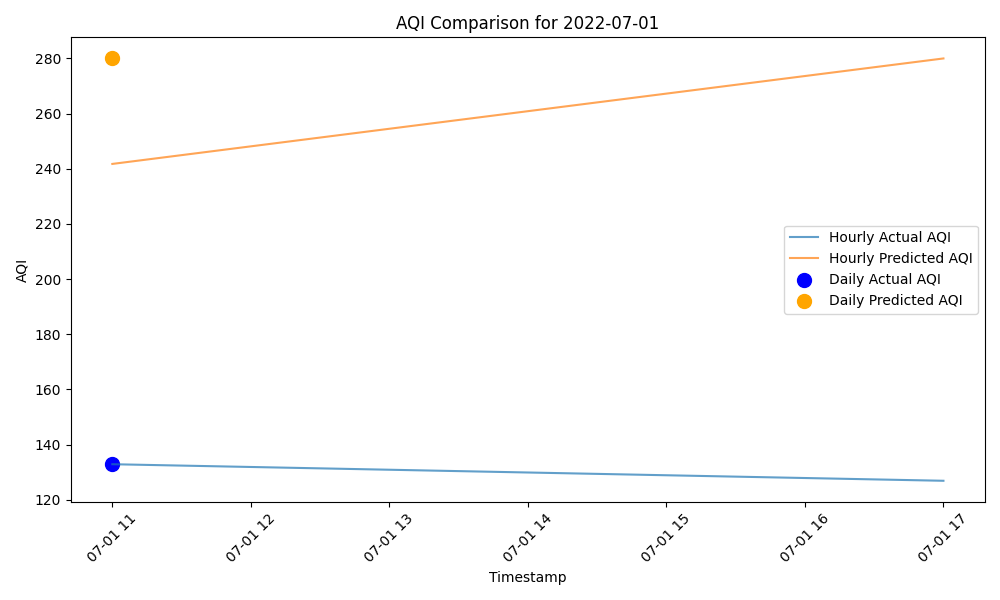 AQI Comparison for 2022-07-01
280
260
240
220
200
180
160
140
120
AQI
Hourly Actual AQI
Hourly Predicted AQI
Daily Actual AQI
Daily Predicted AQI
07-01 11
07-01 12
07-01 13
07-01 14
07-01 15
07-01 16
07-01 17
Timestamp